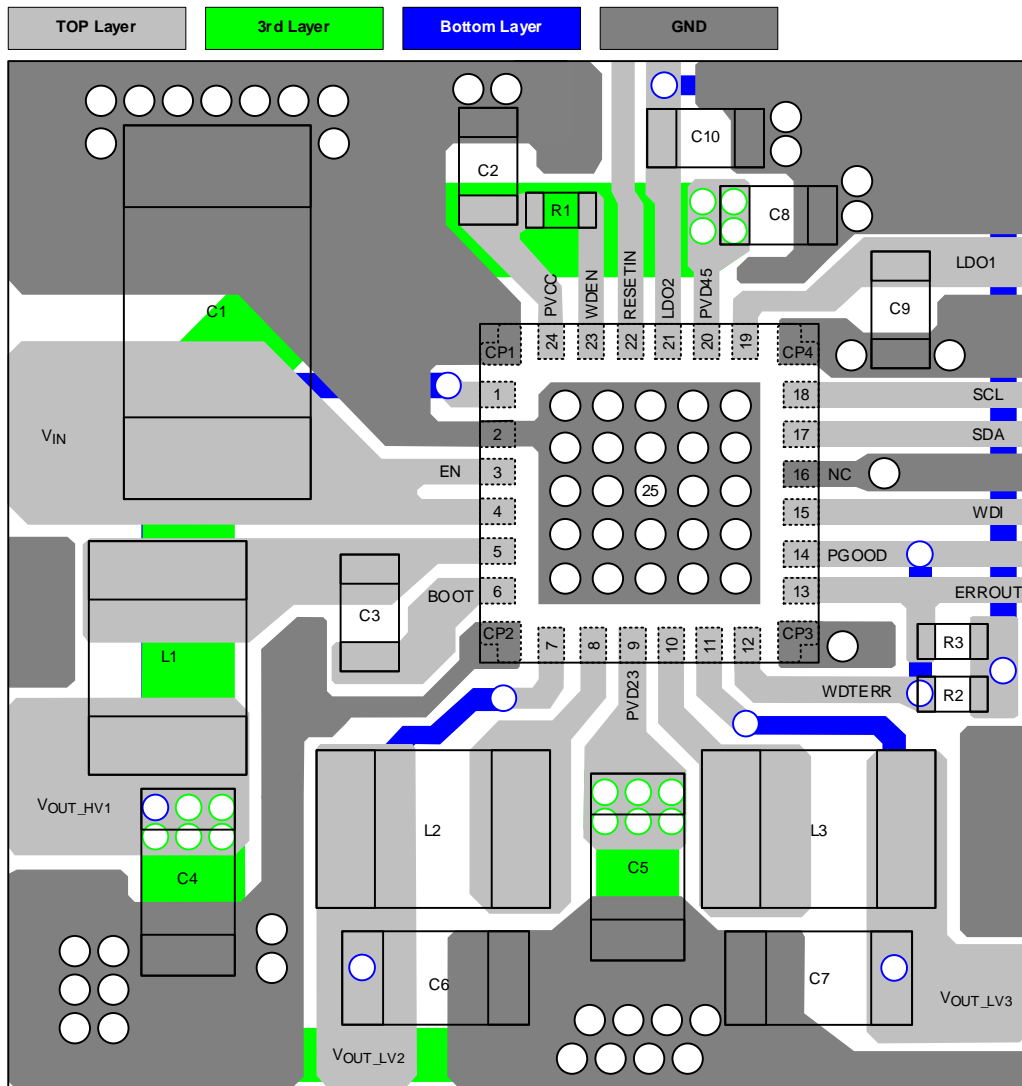 TOP Layer
3rd Layer
Bottom Layer
GND
C10
C2
R1
C8
LDO1
PVCC
WDEN
RESETIN
LDO2
PVD45
C1
C9
24
23
22
21
20
19
CP1
CP4
1
18
SCL
VIN
2
17
SDA
EN
3
16
NC
25
4
15
WDI
5
14
PGOOD
BOOT
6
13
ERROUT
C3
CP2
CP3
7
8
9
10
11
12
R3
L1
PVD23
WDTERR
R2
VOUT_HV1
L2
L3
C4
C5
C6
C7
VOUT_LV3
VOUT_LV2